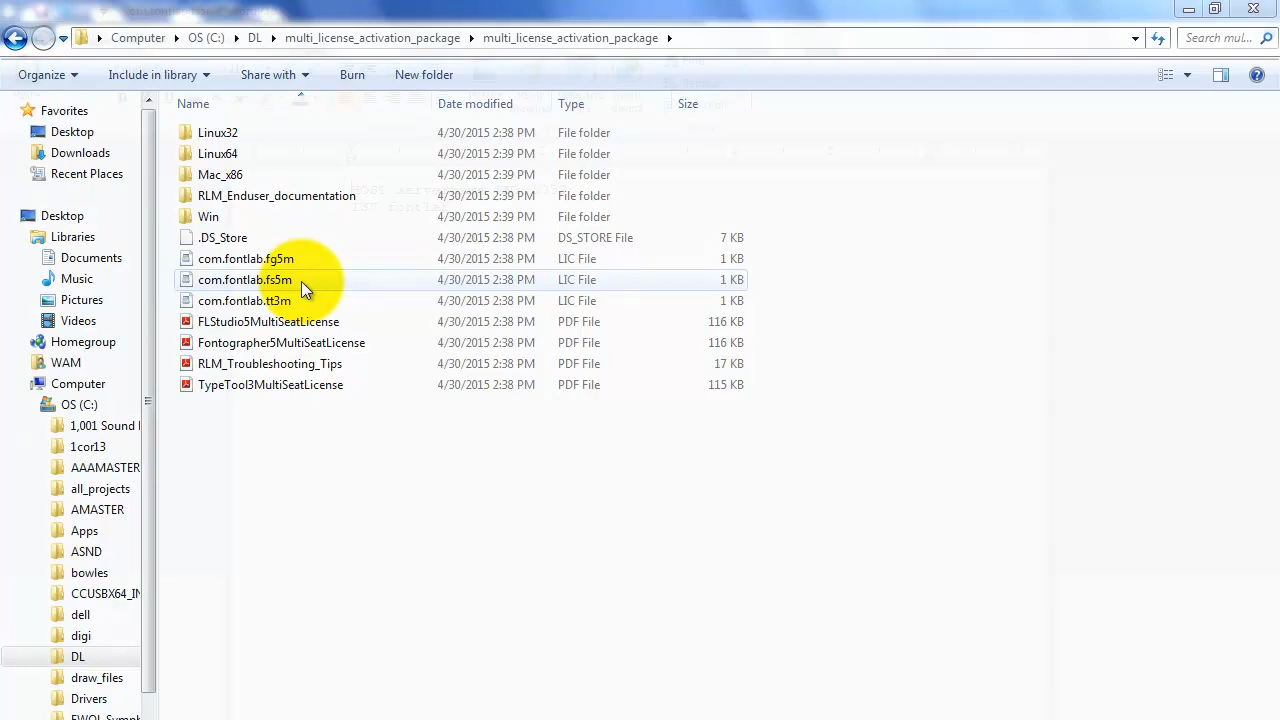 Computer OS (C:) DL multi_license_activation_package multi_license_activation_package Search mul...
Organize Include in library Share with Burn New folder
Name Date modified Type Size
Favorites
Desktop
Downloads
Recent Places
Desktop
Libraries
Documents
Music
Pictures
Videos
Homegroup
WAM
Computer
OS (C:)
1,001 Sound
1cor13
AAAMASTER
all_projects
AMASTER
Apps
ASND
bowles
CCUSBX64_IN
dell
digi
DL
draw_files
Drivers
Linux32 4/30/2015 2:38 PM File folder
Linux64 4/30/2015 2:39 PM File folder
Mac_x86 4/30/2015 2:38 PM File folder
RLM_Enduser_documentation 4/30/2015 2:39 PM File folder
Win 4/30/2015 2:39 PM File folder
.DS_Store 4/30/2015 2:38 PM DS_STORE File 7 KB
com.fontlab.fg5m 4/30/2015 2:38 PM LIC File 1 KB
com.fontlab.fs5m 4/30/2015 2:38 PM LIC File 1 KB
com.fontlab.tt3m 4/30/2015 2:38 PM LIC File 1 KB
FLStudio5MultiSeatLicense 4/30/2015 2:38 PM PDF File 116 KB
Fontographer5MultiSeatLicense 4/30/2015 2:38 PM PDF File 116 KB
RLM_Troubleshooting_Tips 4/30/2015 2:38 PM PDF File 17 KB
TypeTool3MultiSeatLicense 4/30/2015 2:38 PM PDF File 115 KB